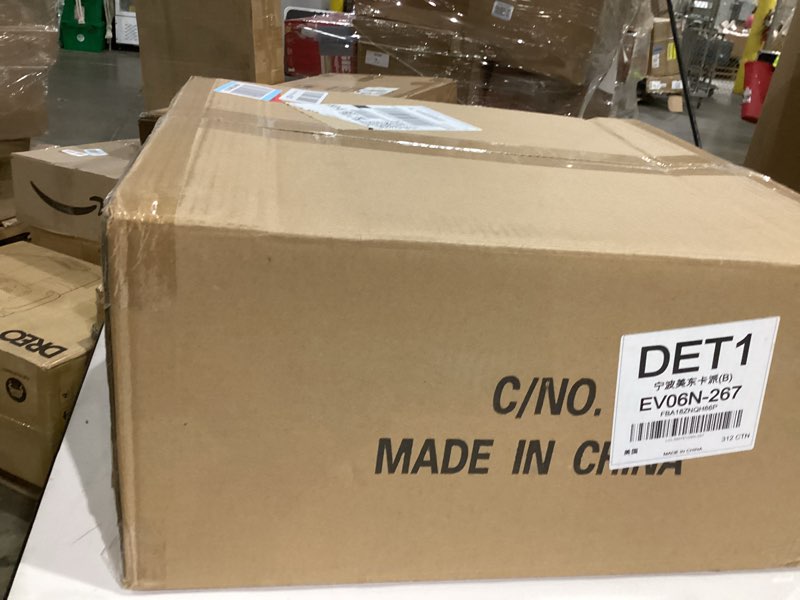 C/NO.
MADE IN CHINA
DET1
宁波美东卡派(B)
EV06N-267
312 CTN
美国
MADE IN CHINA
DREO